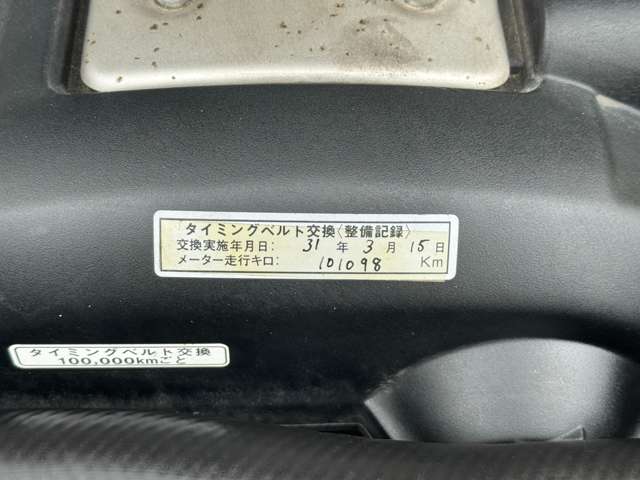 タイミングベルト交換〈整備記録〉
交換実施年月日: 31 年 3 月 15 日
メーター走行キロ: 101098 Km
タイミングベルト交換
100,000kmごと